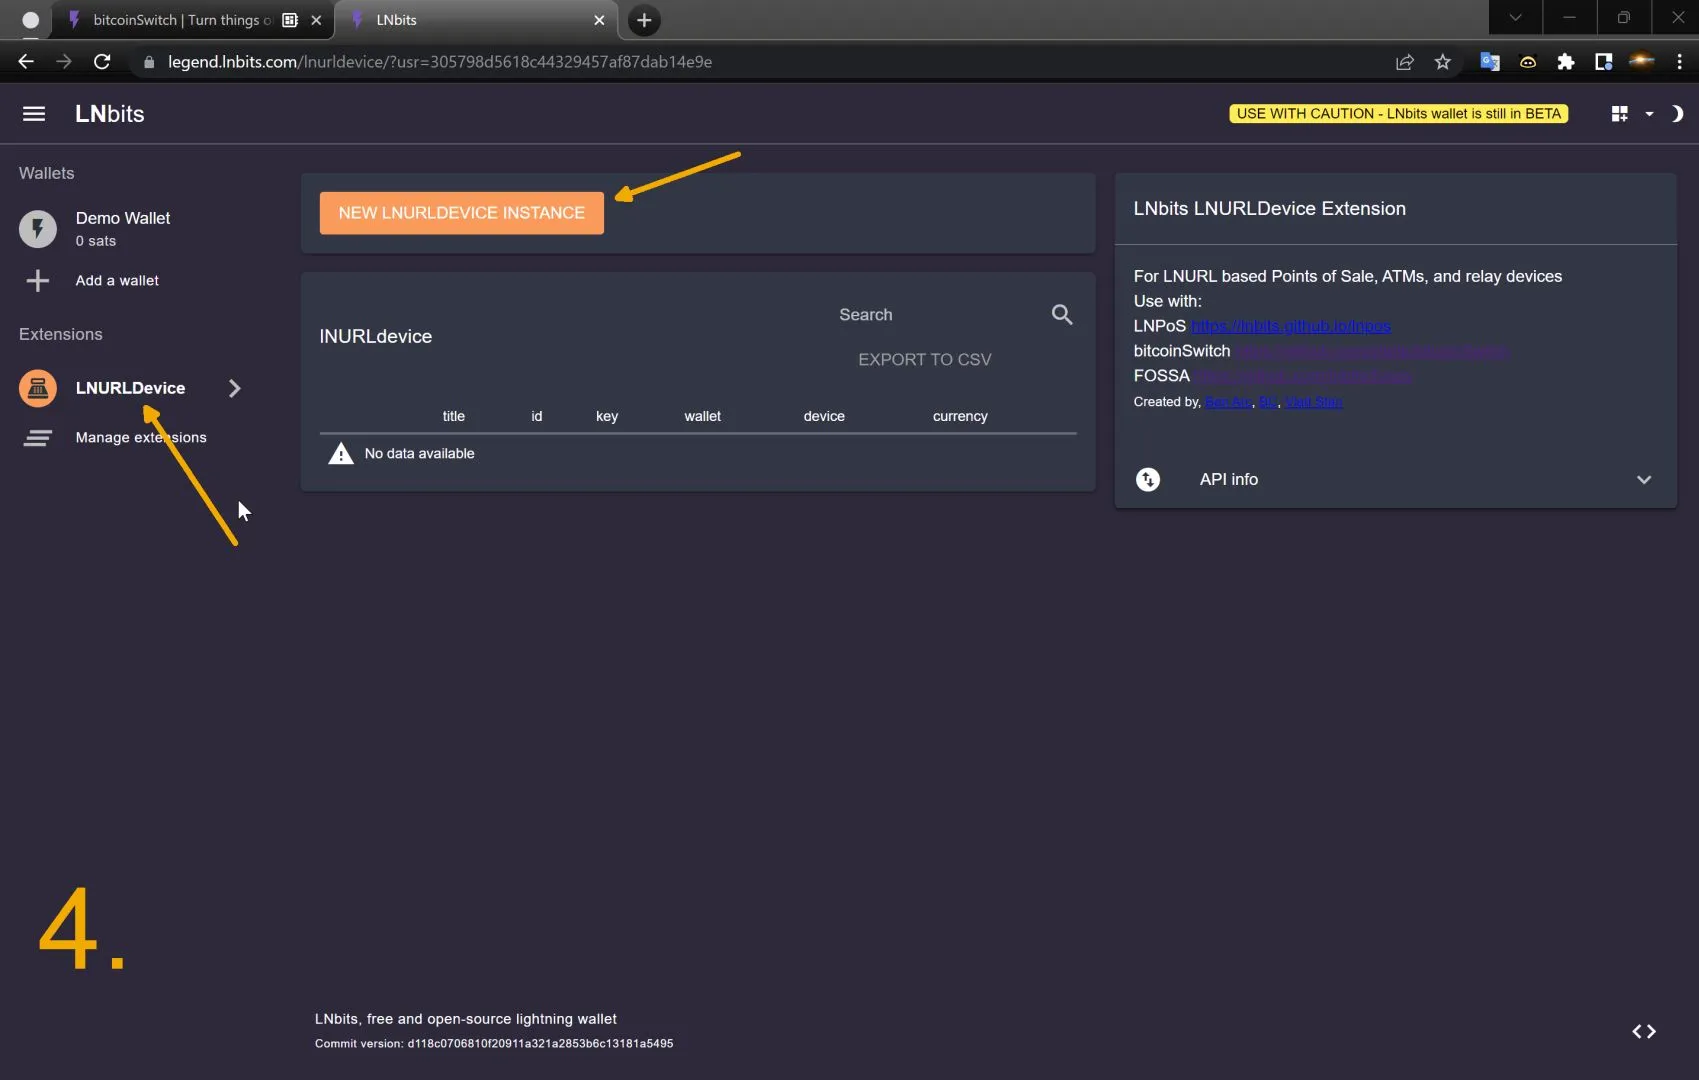 bitcoinSwitch | Turn things o
LNbits
legend.lnbits.com/lnurldevice/?usr=305798d5618c44329457af87dab14e9e
LNbits
USE WITH CAUTION - LNbits wallet is still in BETA
Wallets
Demo Wallet
0 sats
Add a wallet
Extensions
LNURLDevice
Manage extensions
NEW LNURLDEVICE INSTANCE
lNURLdevice
Search
EXPORT TO CSV
title id key wallet device currency
No data available
LNbits LNURLDevice Extension
For LNURL based Points of Sale, ATMs, and relay devices
Use with:
LNPoS https://lnbits.github.io/lnpos
bitcoinSwitch
FOSSA
Created by, Ben Arc, BC, Vlad Stan
API info
4.
LNbits, free and open-source lightning wallet
Commit version: d118c0706810f20911a321a2853b6c13181a5495